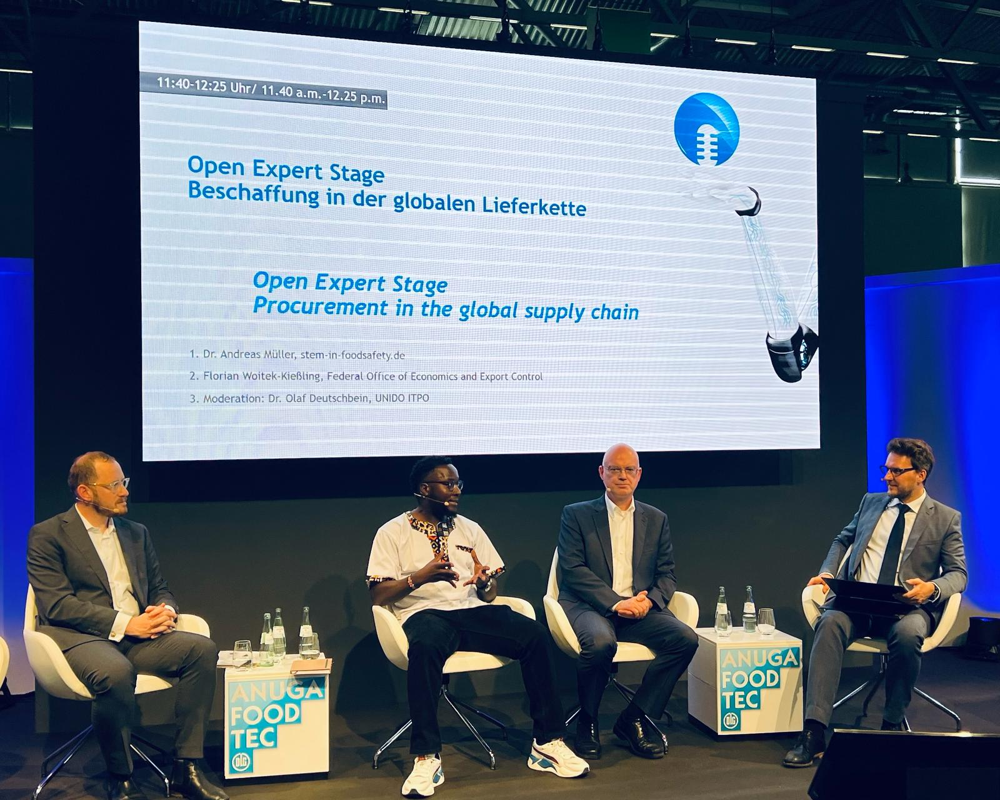 11:40-12:25 Uhr/ 11.40 a.m.-12.25 p.m.
Open Expert Stage
Beschaffung in der globalen Lieferkette
Open Expert Stage
Procurement in the global supply chain
1. Dr. Andreas Müller, stem-in-foodsafety.de
2. Florian Woitek-Kießling, Federal Office of Economics and Export Control
3. Moderation: Dr. Olaf Deutschbein, UNIDO ITPO
ANUGA
FOOD
TEC
DLG
ANUGA
FOOD
TEC
DLG